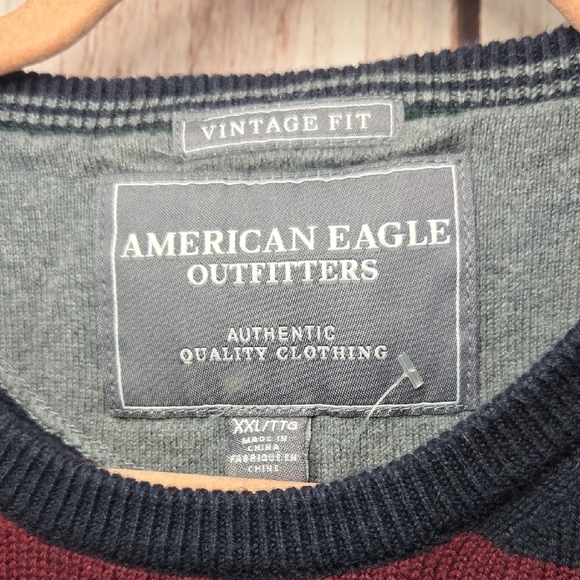 VINTAGE FIT
AMERICAN EAGLE
OUTFITTERS
AUTHENTIC
QUALITY CLOTHING
XXL/TTG
MADE IN
CHINA
FABRIQUÉ EN
CHINE